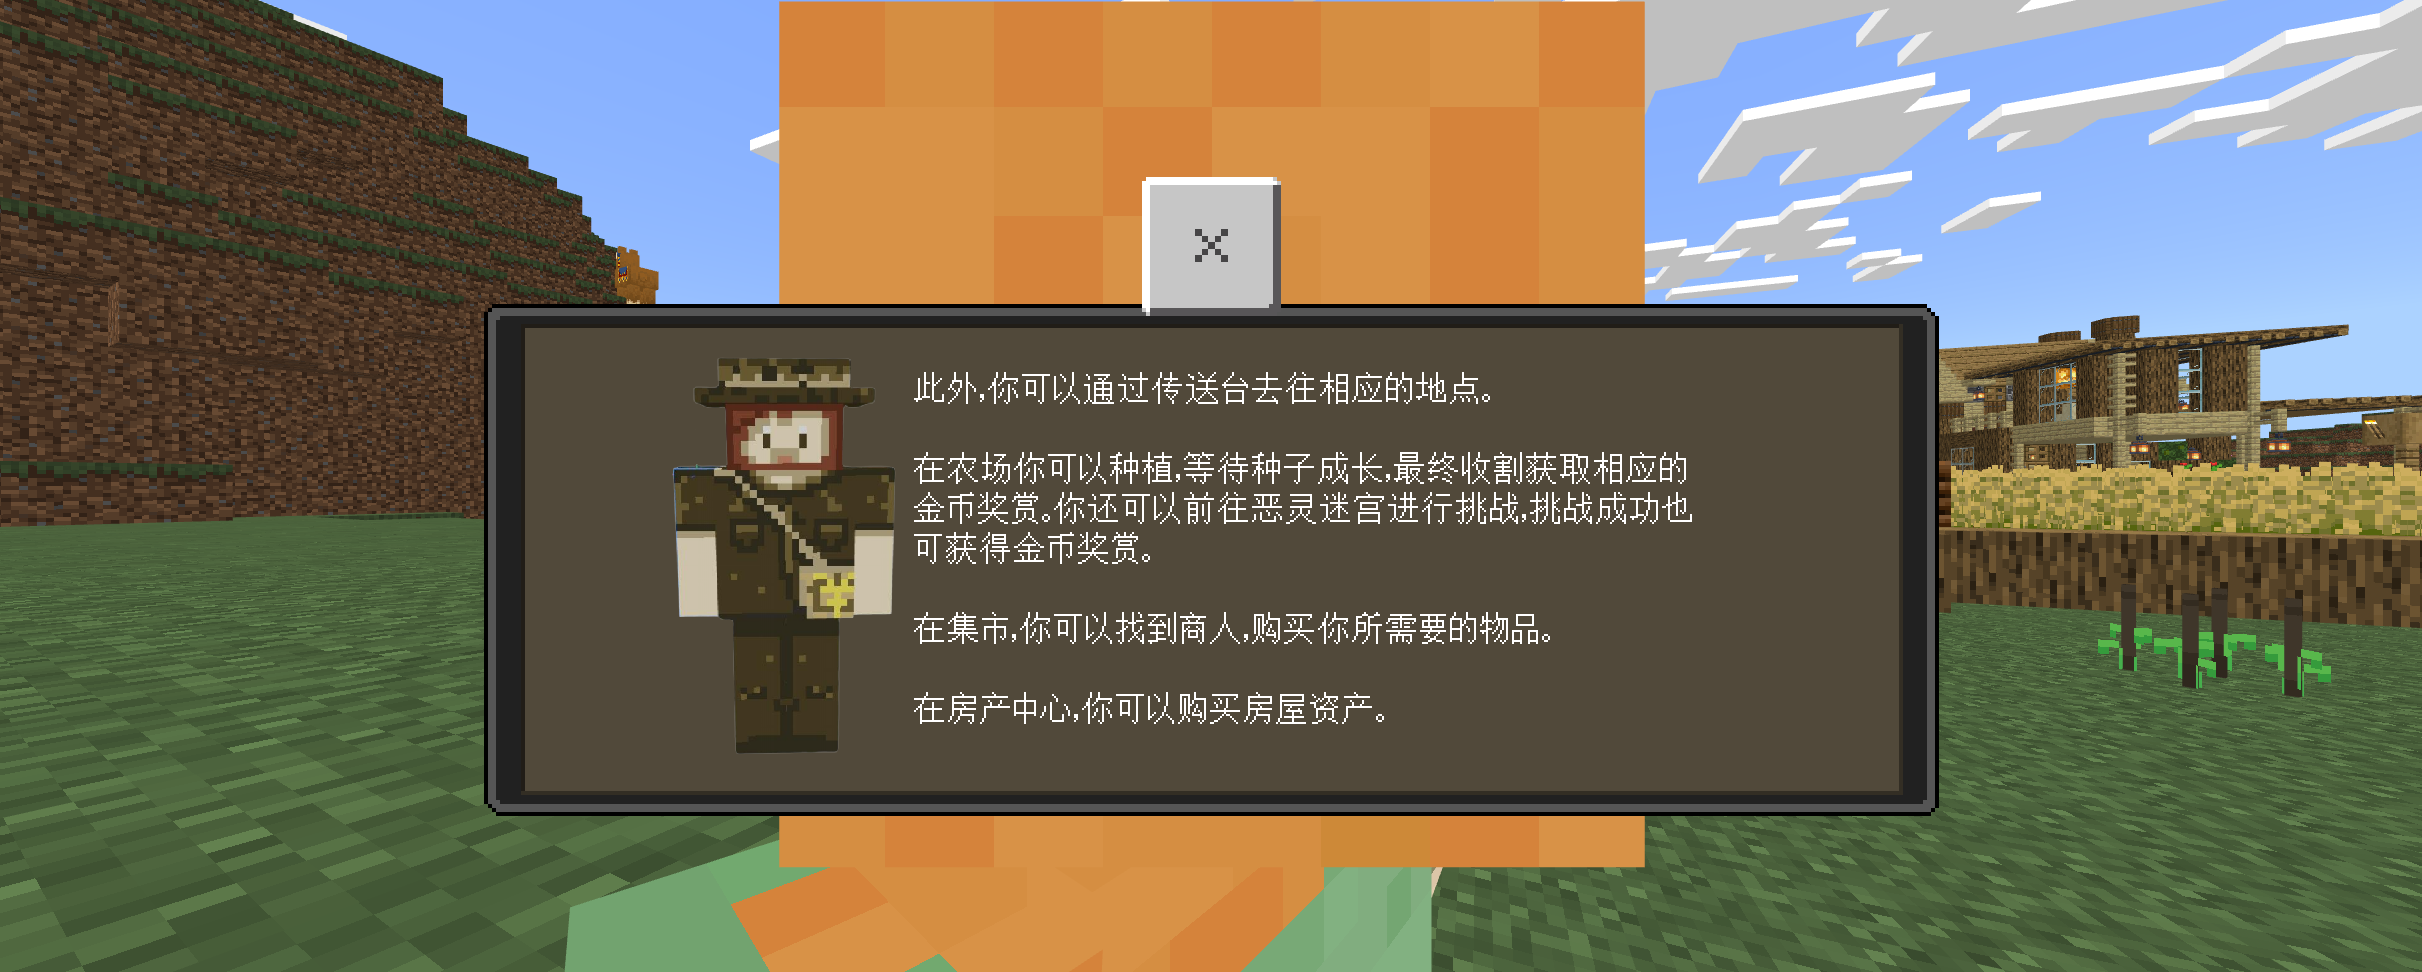 此外,你可以通过传送台去往相应的地点。
在农场你可以种植,等待种子成长,最终收割获取相应的
金币奖赏。你还可以前往恶灵迷宫进行挑战,挑战成功也
可获得金币奖赏。
在集市,你可以找到商人,购买你所需要的物品。
在房产中心,你可以购买房屋资产。